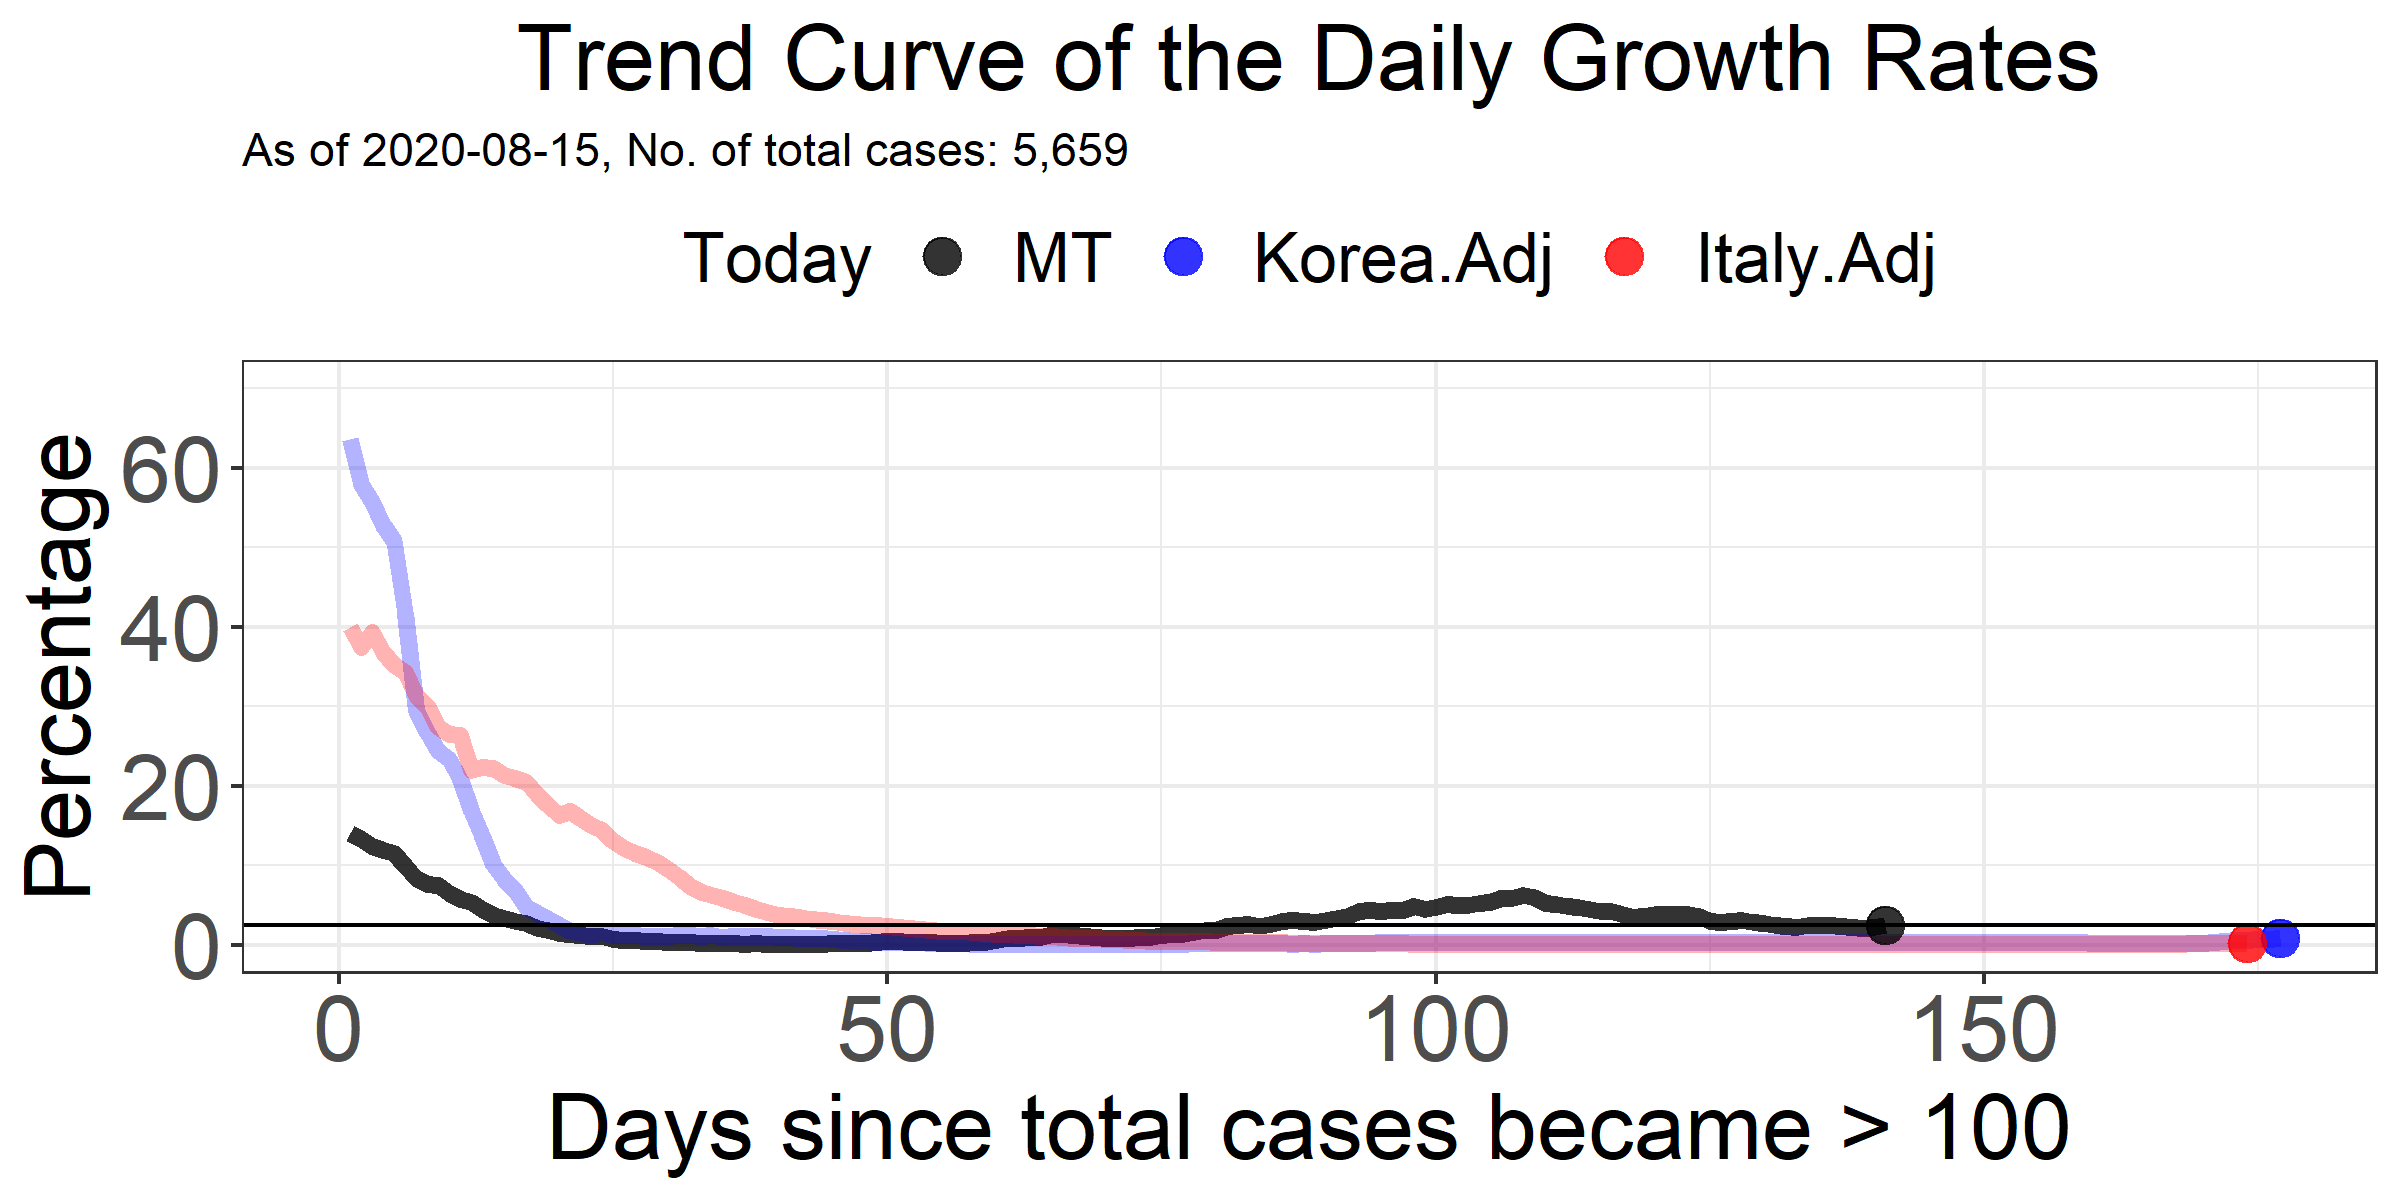 Trend Curve of the Daily Growth Rates
As of 2020-08-15, No. of total cases: 5,659
Today MT Korea.Adj Italy.Adj
Percentage
60
40
20
0
0 50 100 150
Days since total cases became > 100